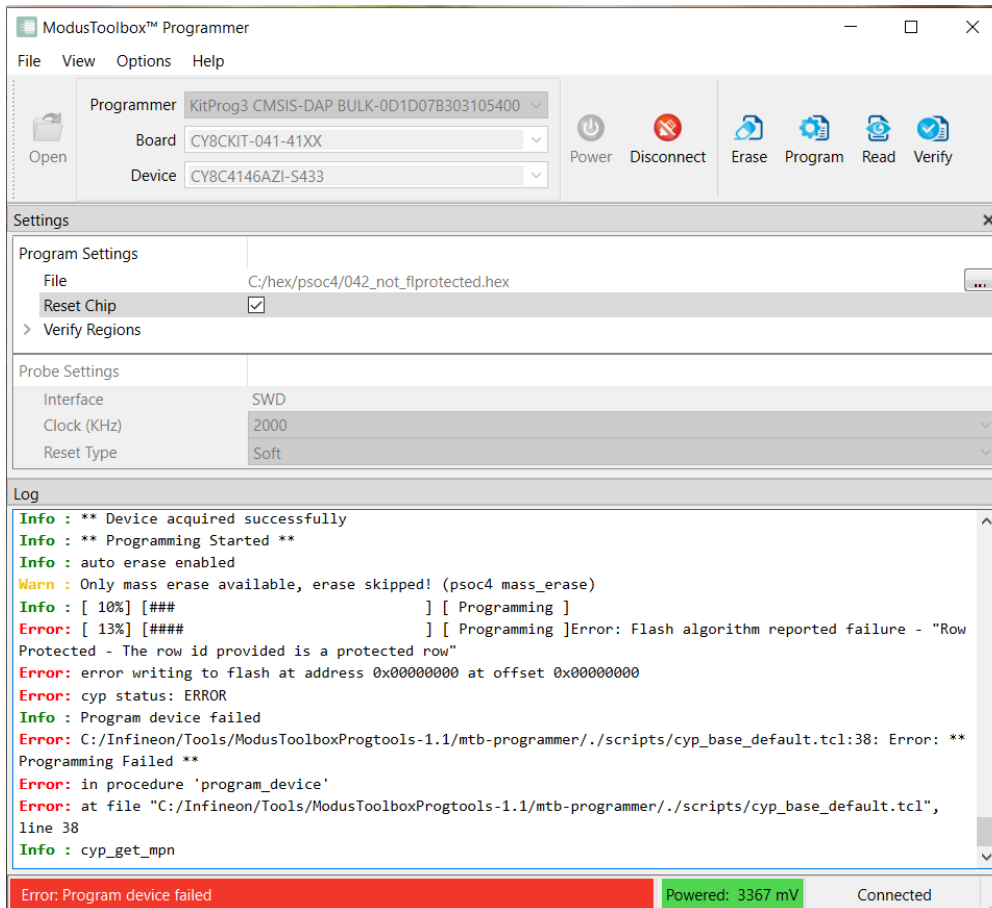 ModusToolbox™ Programmer
File View Options Help
Programmer KitProg3 CMSIS-DAP BULK-0D1D07B303105400
Board CY8CKIT-041-41XX
Device CY8C4146AZI-S433
Open
Power Disconnect Erase Program Read Verify
Settings
Program Settings
File C:/hex/psoc4/042_not_flprotected.hex
...
Reset Chip
Verify Regions
Probe Settings
Interface SWD
Clock (KHz) 2000
Reset Type Soft
Log
Info : ** Device acquired successfully
Info : ** Programming Started **
Info : auto erase enabled
Warn : Only mass erase available, erase skipped! (psoc4 mass_erase)
Info : [ 10%] [### ] [ Programming ]
Error: [ 13%] [#### ] [ Programming ]Error: Flash algorithm reported failure - "Row
Protected - The row id provided is a protected row"
Error: error writing to flash at address 0x00000000 at offset 0x00000000
Error: cyp status: ERROR
Info : Program device failed
Error: C:/Infineon/Tools/ModusToolboxProgtools-1.1/mtb-programmer/./scripts/cyp_base_default.tcl:38: Error: **
Programming Failed **
Error: in procedure 'program_device'
Error: at file "C:/Infineon/Tools/ModusToolboxProgtools-1.1/mtb-programmer/./scripts/cyp_base_default.tcl",
line 38
Info : cyp_get_mpn
Error: Program device failed
Powered: 3367 mV
Connected